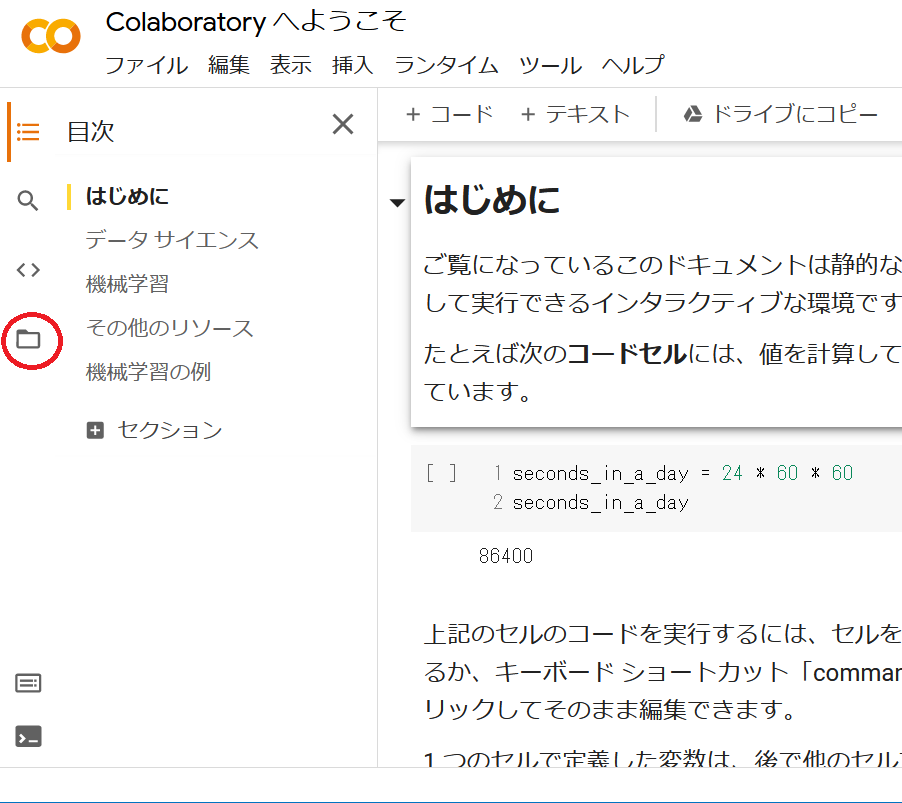 Colaboratory へようこそ
ファイル 編集 表示 挿入 ランタイム ツール ヘルプ
目次
はじめに
データ サイエンス
機械学習
その他のリソース
機械学習の例
セクション
+ コード + テキスト ドライブにコピー
はじめに
ご覧になっているこのドキュメントは静的な
して実行できるインタラクティブな環境です
たとえば次のコードセルには、値を計算して
ています。
[ ] 1 seconds_in_a_day = 24 * 60 * 60
2 seconds_in_a_day
86400
上記のセルのコードを実行するには、セルを
るか、キーボード ショートカット「comman
リックしてそのまま編集できます。
1 つのセルで定義した変数は、後で他のセル